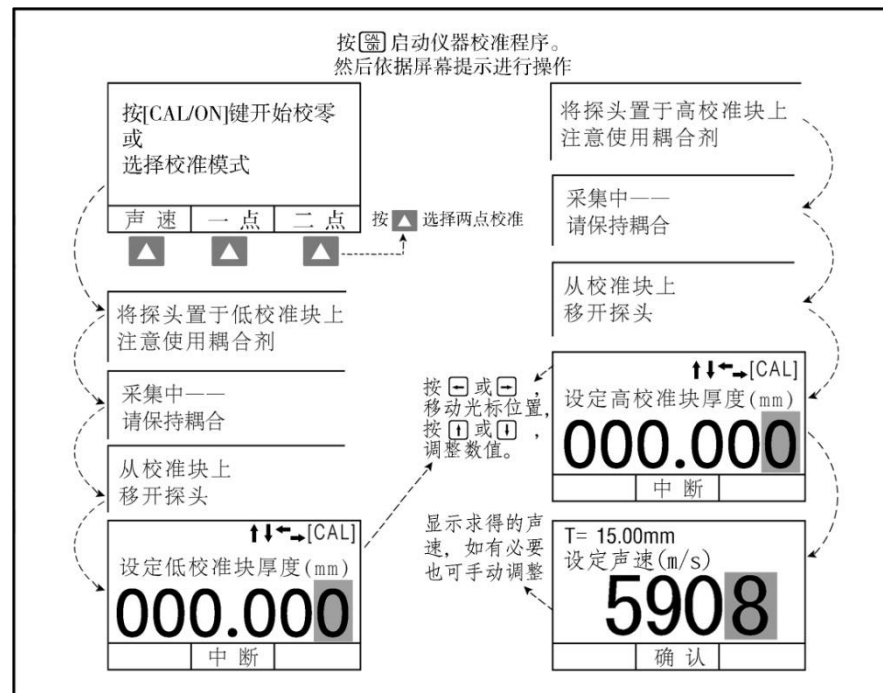 按[CAL/ON]启动仪器校准程序。
然后依据屏幕提示进行操作
按[CAL/ON]键开始校零
或
选择校准模式
声速 一点 二点
按▲选择两点校准
将探头置于低校准块上
注意使用耦合剂
采集中——
请保持耦合
从校准块上
移开探头
⬆⬇⬅➡[CAL]
设定低校准块厚度(mm)
000.000
中断
按←或→，
移动光标位置，
按↑或↓，
调整数值。
将探头置于高校准块上
注意使用耦合剂
采集中——
请保持耦合
从校准块上
移开探头
⬆⬇⬅➡[CAL]
设定高校准块厚度(mm)
000.000
中断
T= 15.00mm
设定声速(m/s)
5908
确认
显示求得的声
速，如有必要
也可手动调整